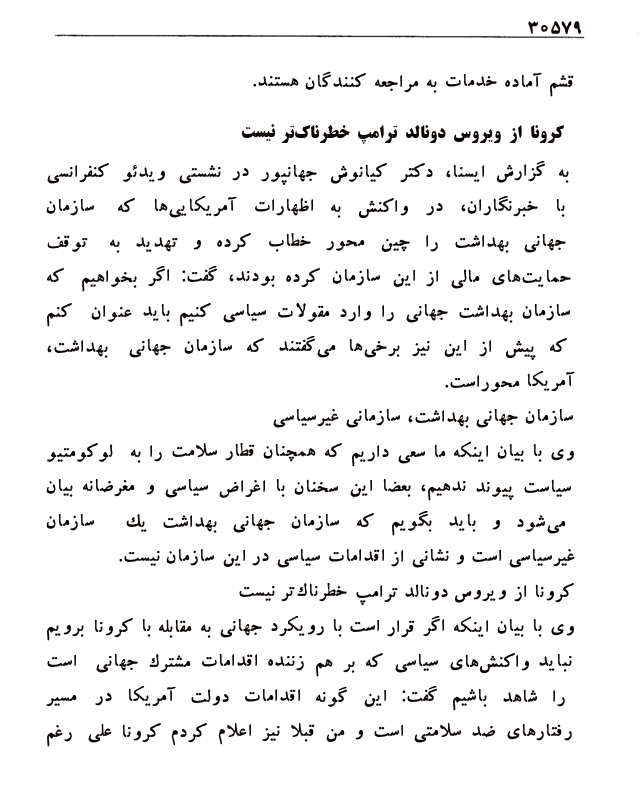 ۳۰۵۷۹
قشم آماده خدمات به مراجعه کنندگان هستند.
کرونا از ویروس دونالد ترامپ خطرناک‌تر نیست
به گزارش ایسنا، دکتر کیانوش جهانپور در نشستی ویدئو کنفرانسی
با خبرنگاران، در واکنش به اظهارات آمریکایی‌ها که سازمان
جهانی بهداشت را چین محور خطاب کرده و تهدید به توقف
حمایت‌های مالی از این سازمان کرده بودند، گفت: اگر بخواهیم که
سازمان بهداشت جهانی را وارد مقولات سیاسی کنیم باید عنوان کنم
که پیش از این نیز برخی‌ها می‌گفتند که سازمان جهانی بهداشت،
آمریکا محوراست.
سازمان جهانی بهداشت، سازمانی غیرسیاسی
وی با بیان اینکه ما سعی داریم که همچنان قطار سلامت را به لوکومتیو
سیاست پیوند ندهیم، بعضا این سخنان با اغراض سیاسی و مغرضانه بیان
می‌شود و باید بگویم که سازمان جهانی بهداشت یك سازمان
غیرسیاسی است و نشانی از اقدامات سیاسی در این سازمان نیست.
کرونا از ویروس دونالد ترامپ خطرناك‌تر نیست
وی با بیان اینکه اگر قرار است با رویکرد جهانی به مقابله با کرونا برویم
نباید واکنش‌های سیاسی که بر هم زننده اقدامات مشترك جهانی است
را شاهد باشیم گفت: این گونه اقدامات دولت آمریکا در مسیر
رفتارهای ضد سلامتی است و من قبلا نیز اعلام کردم کرونا علی رغم